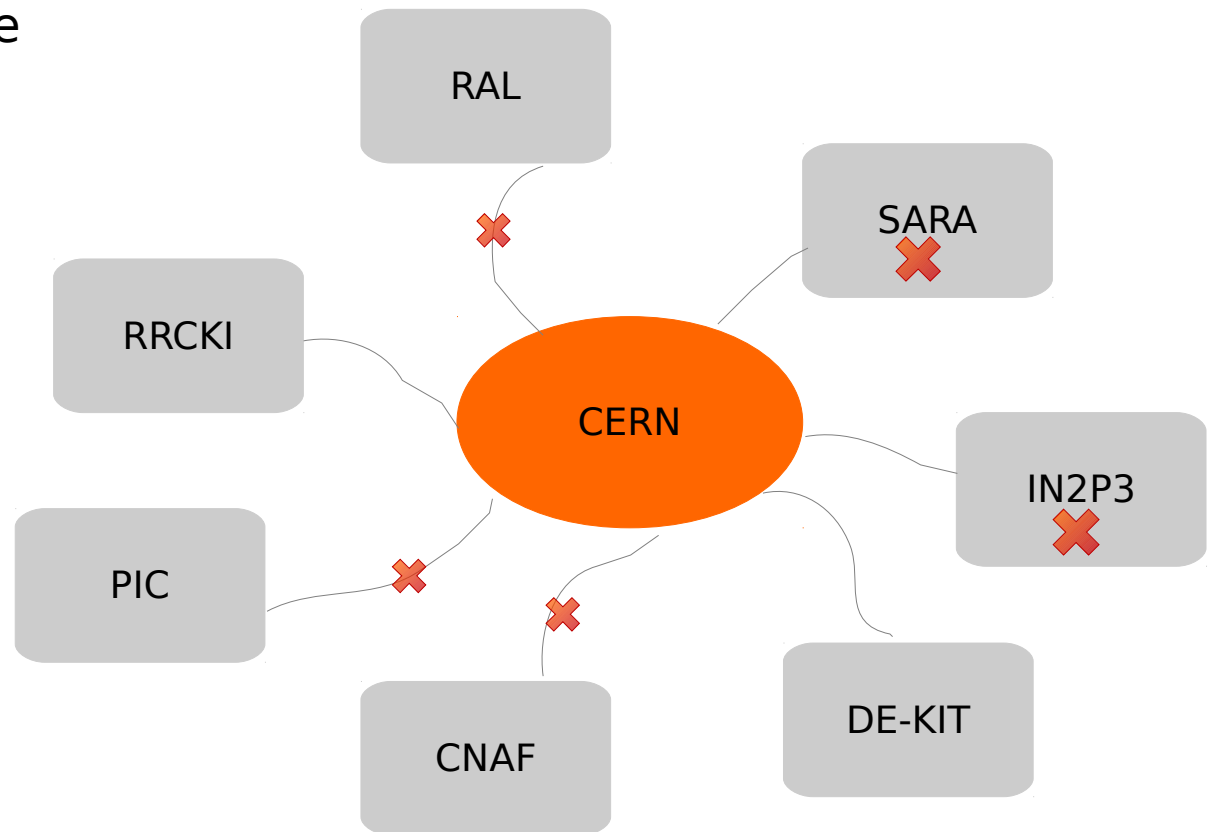 e
RAL
SARA
RRCKI
CERN
IN2P3
PIC
DE-KIT
CNAF